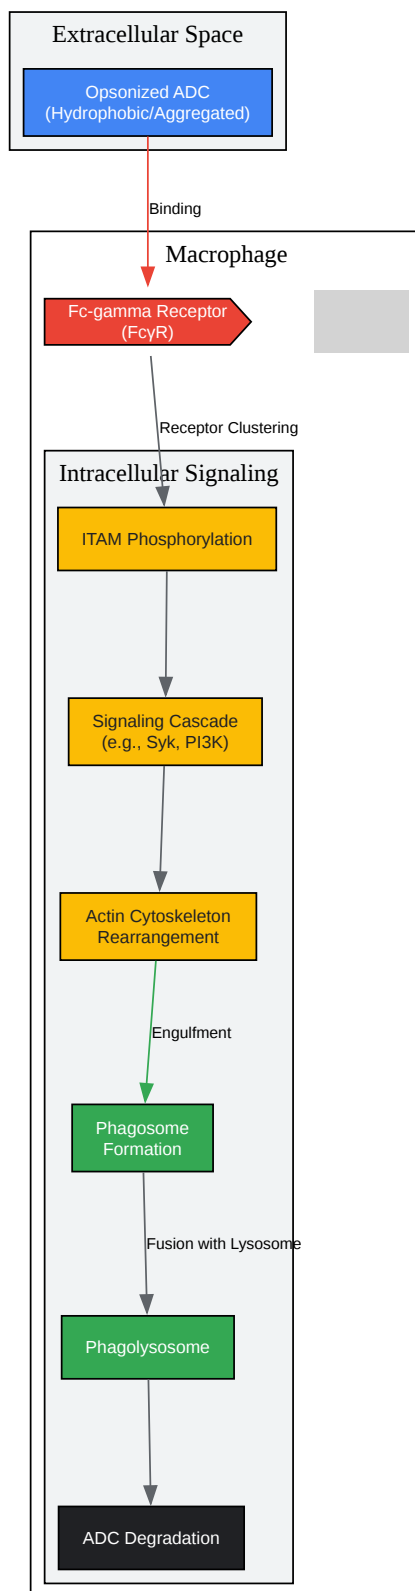 Extracellular Space
Opsonized ADC
(Hydrophobic/Aggregated)
Binding
Macrophage
Fc-gamma Receptor
(FcγR)
Receptor Clustering
Intracellular Signaling
ITAM Phosphorylation
Signaling Cascade
(e.g., Syk, PI3K)
Actin Cytoskeleton
Rearrangement
Engulfment
Phagosome
Formation
Fusion with Lysosome
Phagolysosome
ADC Degradation